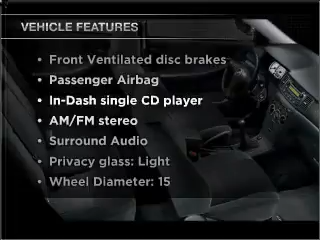 VEHICLE FEATURES
• Front Ventilated disc brakes
• Passenger Airbag
• In-Dash single CD player
• AM/FM stereo
• Surround Audio
• Privacy glass: Light
• Wheel Diameter: 15